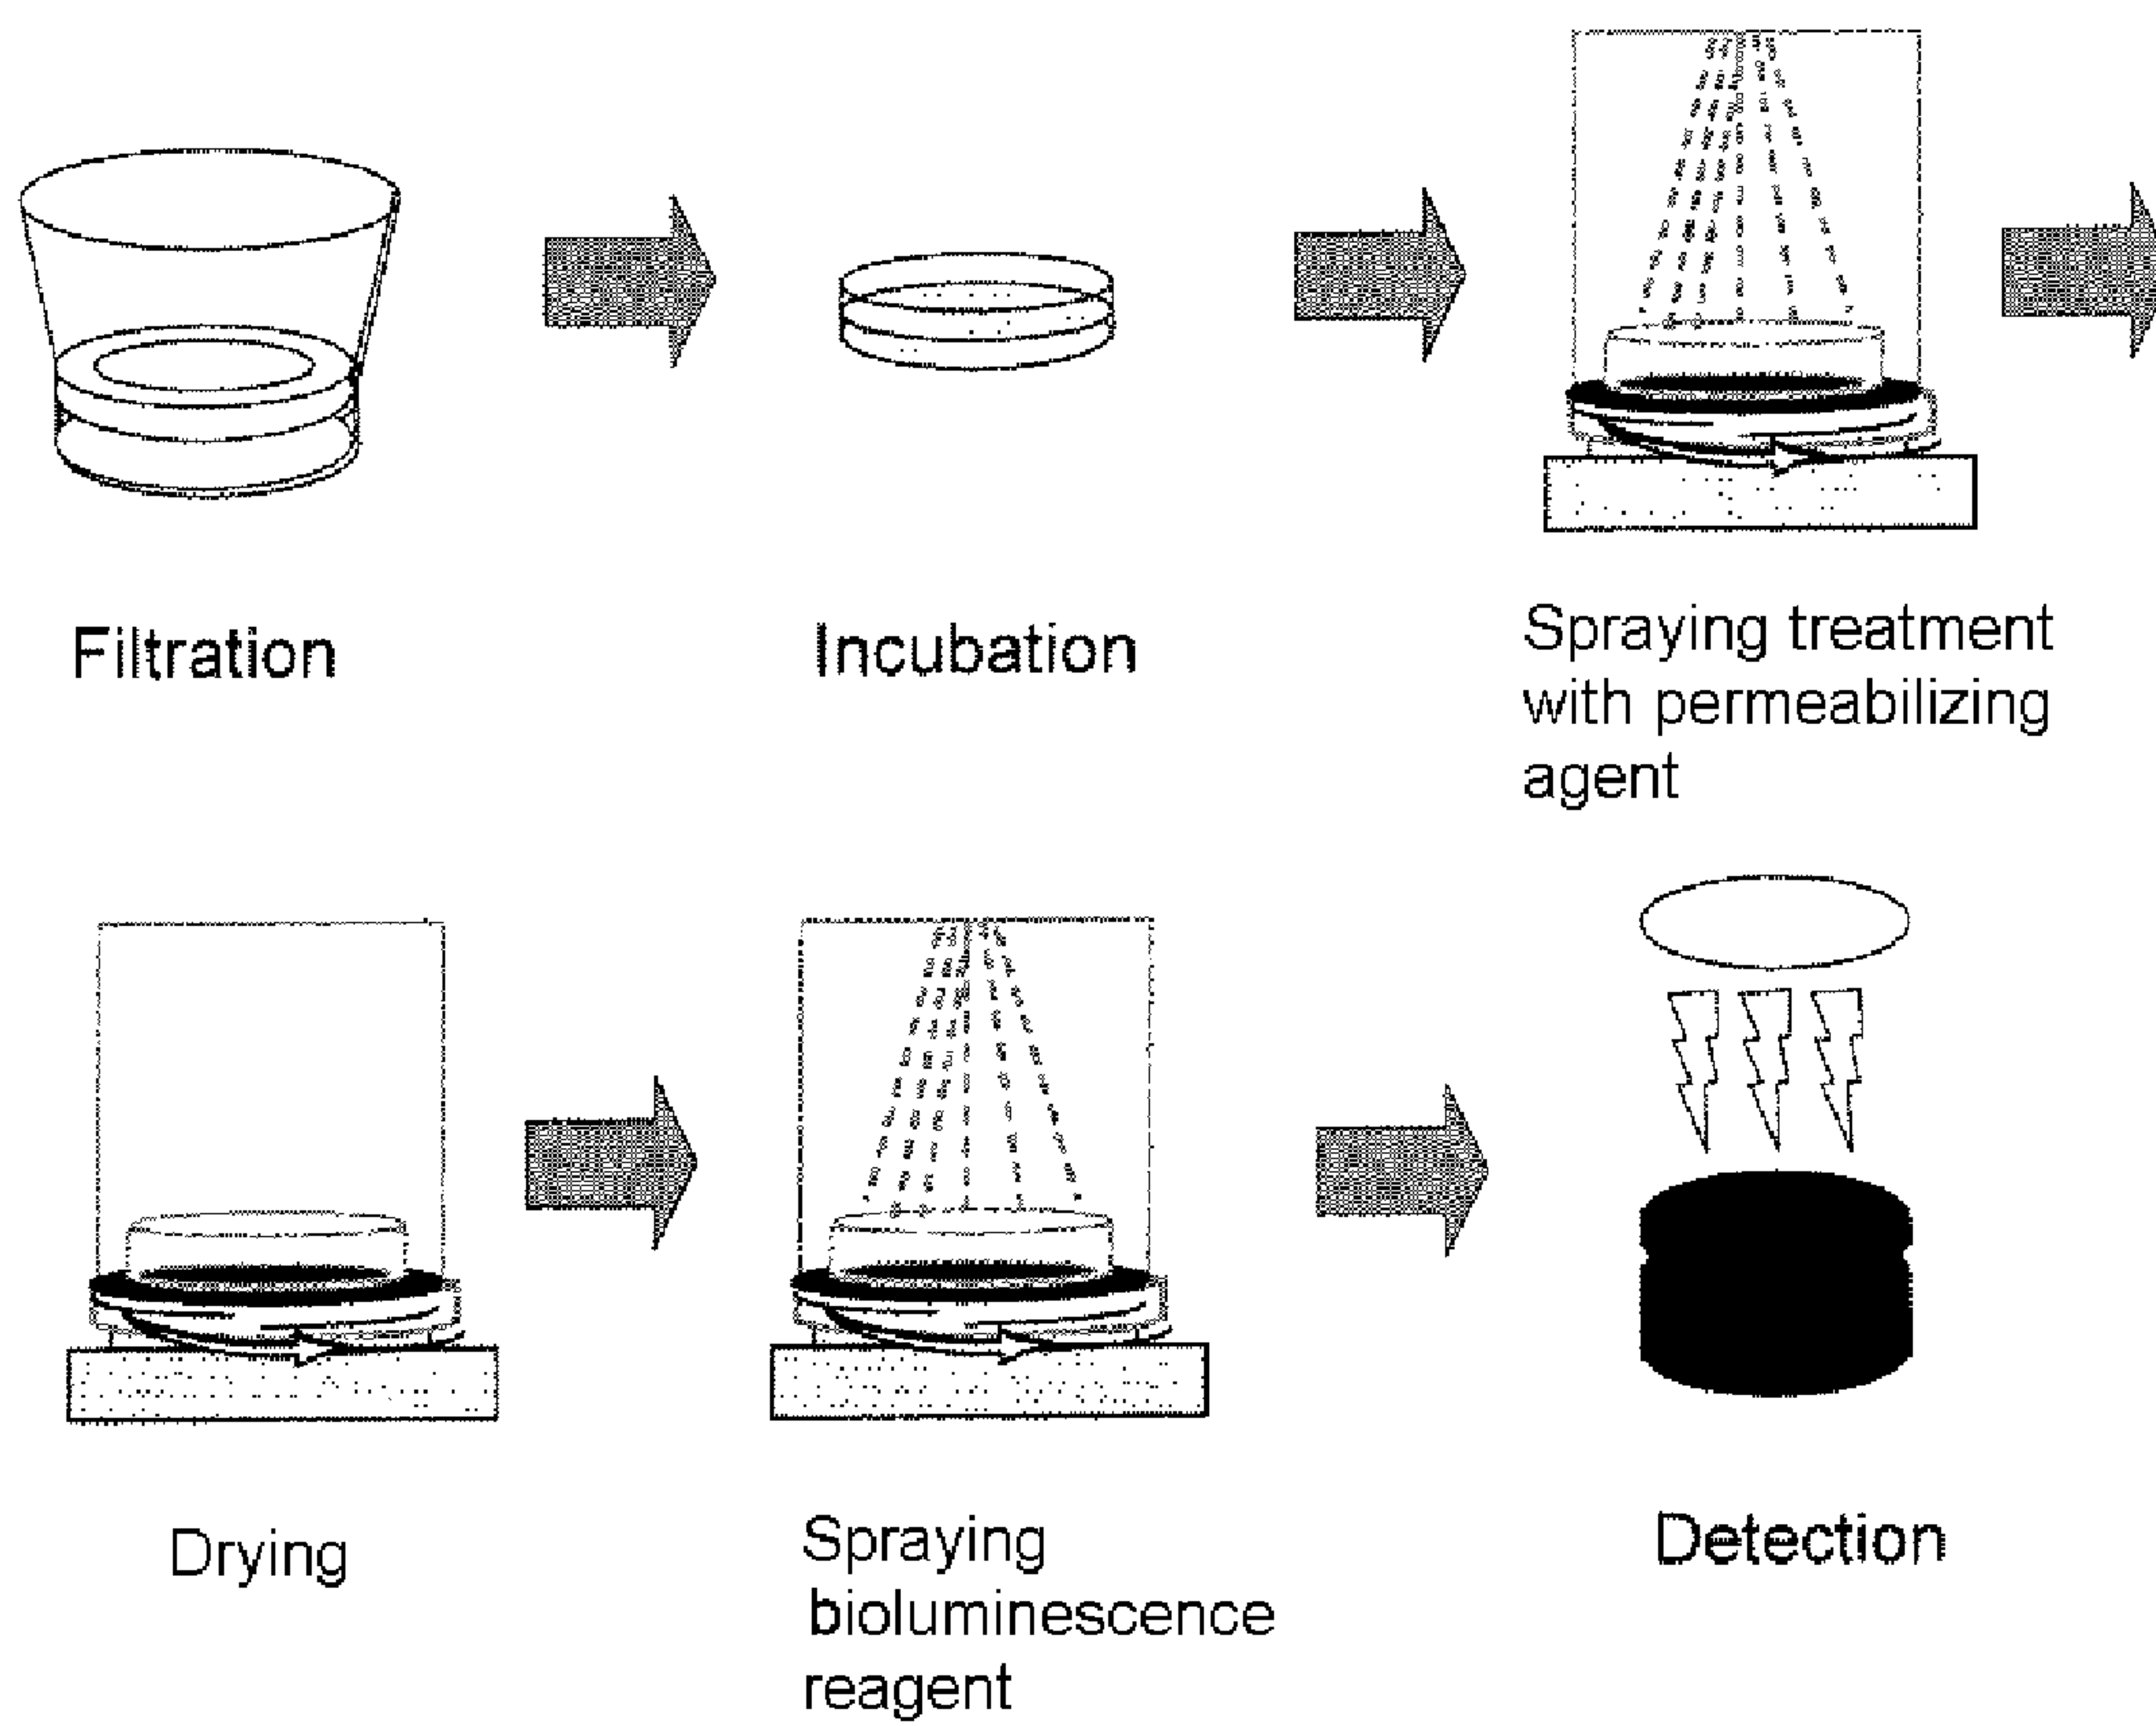 Filtration
Incubation
Spraying treatment
with permeabilizing
agent
Drying
Spraying
bioluminescence
reagent
Detection